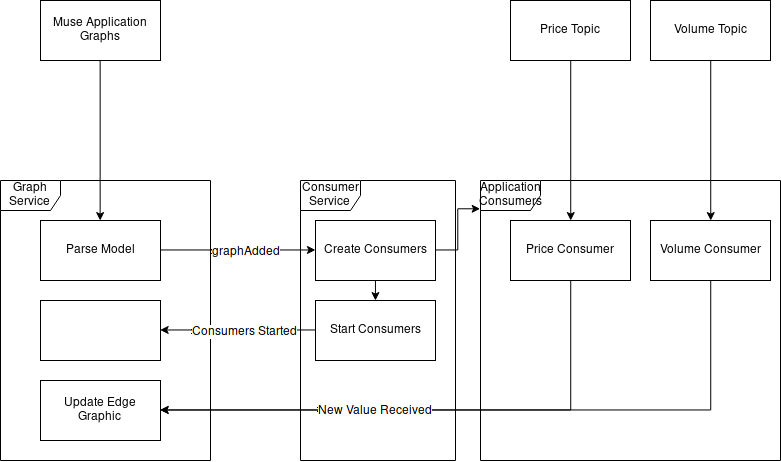 Muse Application
Graphs
Price Topic
Volume Topic
Graph
Service
Consumer
Service
Application
Consumers
Parse Model
graphAdded
Create Consumers
Price Consumer
Volume Consumer
Consumers Started
Start Consumers
Update Edge
Graphic
New Value Received